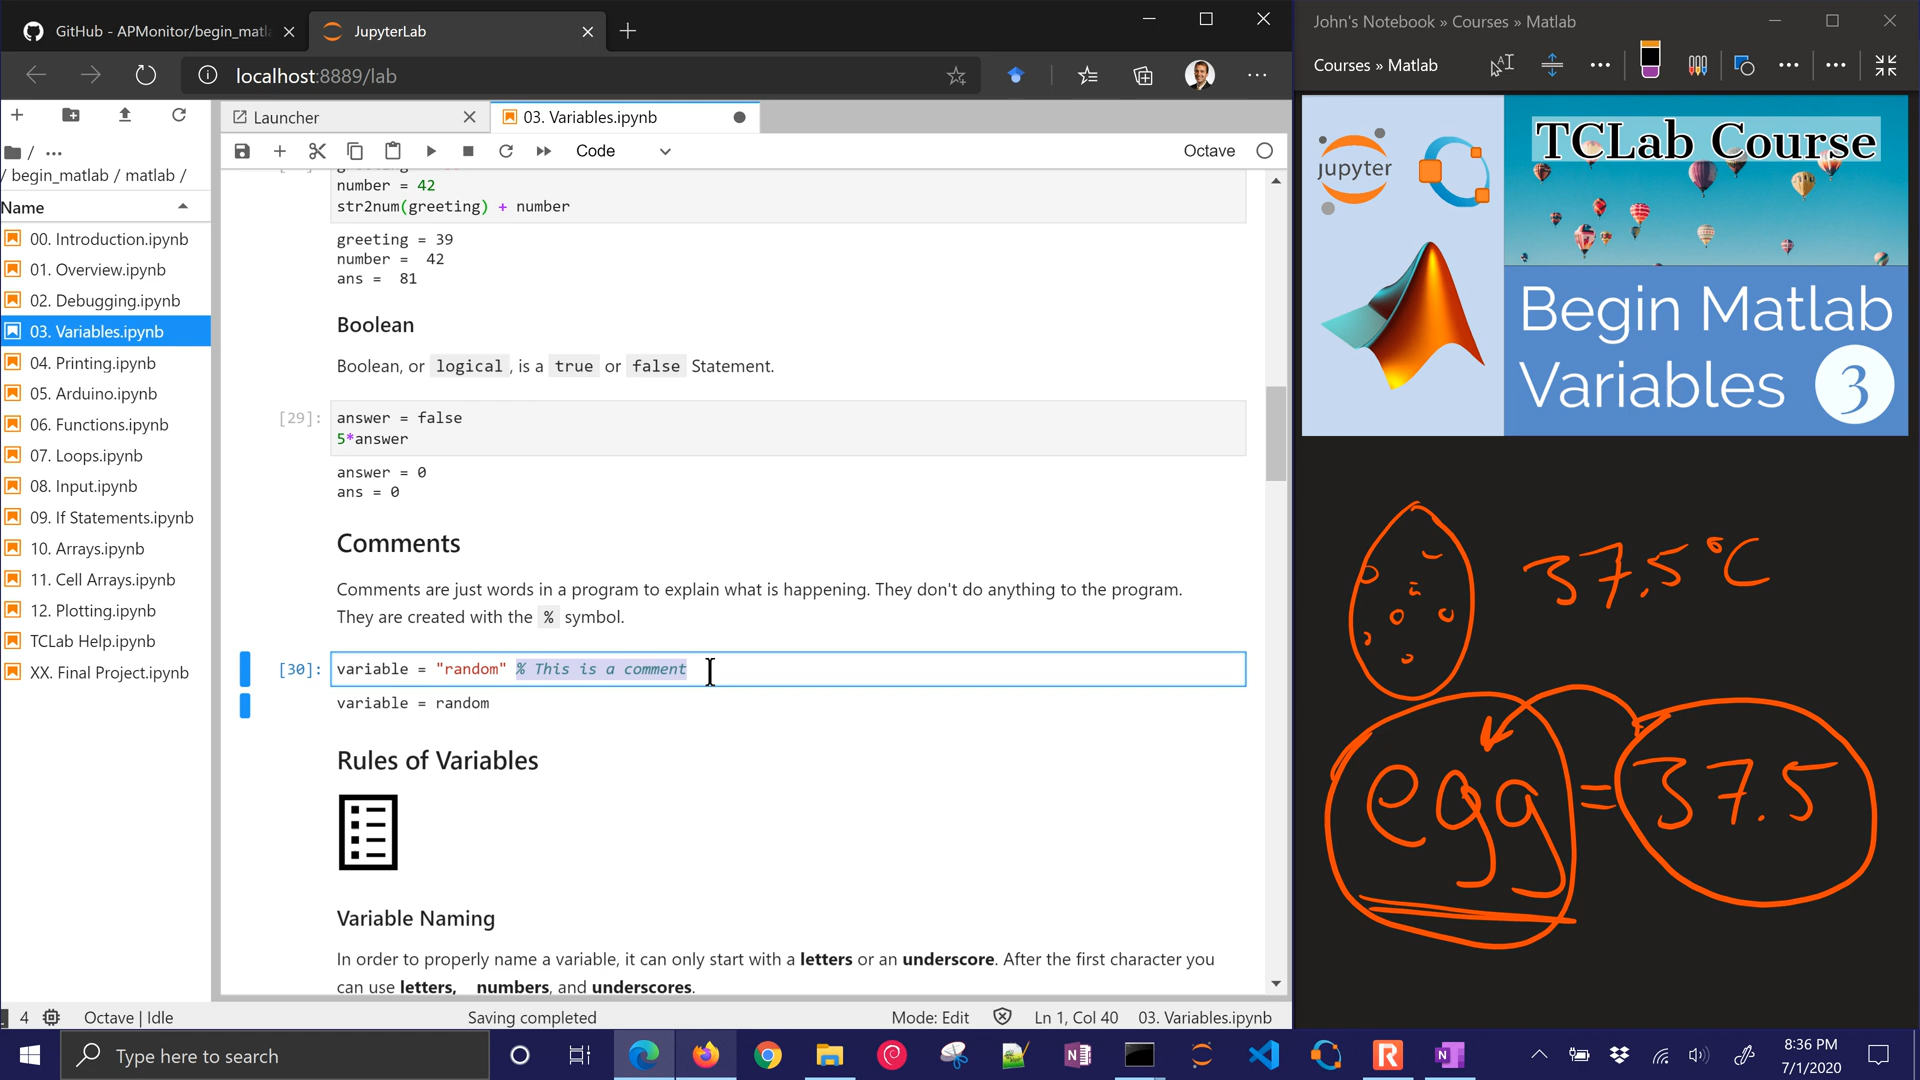 GitHub - APMonitor/begin_matla
JupyterLab
localhost:8889/lab
Launcher
03. Variables.ipynb
Code
Octave
/ ...
/ begin_matlab / matlab /
Name
00. Introduction.ipynb
01. Overview.ipynb
02. Debugging.ipynb
03. Variables.ipynb
04. Printing.ipynb
05. Arduino.ipynb
06. Functions.ipynb
07. Loops.ipynb
08. Input.ipynb
09. If Statements.ipynb
10. Arrays.ipynb
11. Cell Arrays.ipynb
12. Plotting.ipynb
TCLab Help.ipynb
XX. Final Project.ipynb
number = 42
str2num(greeting) + number
greeting = 39
number = 42
ans = 81
Boolean
Boolean, or logical , is a true or false Statement.
[29]: answer = false
5*answer
answer = 0
ans = 0
Comments
Comments are just words in a program to explain what is happening. They don't do anything to the program.
They are created with the % symbol.
[30]: variable = "random" % This is a comment
variable = random
Rules of Variables
Variable Naming
In order to properly name a variable, it can only start with a letters or an underscore. After the first character you
can use letters, numbers, and underscores.
4 Octave | Idle Saving completed Mode: Edit Ln 1, Col 40 03. Variables.ipynb
John's Notebook » Courses » Matlab
Courses » Matlab
jupyter
TCLab Course
Begin Matlab
Variables 3
37.5°C
egg = 37.5
Type here to search
8:36 PM
7/1/2020